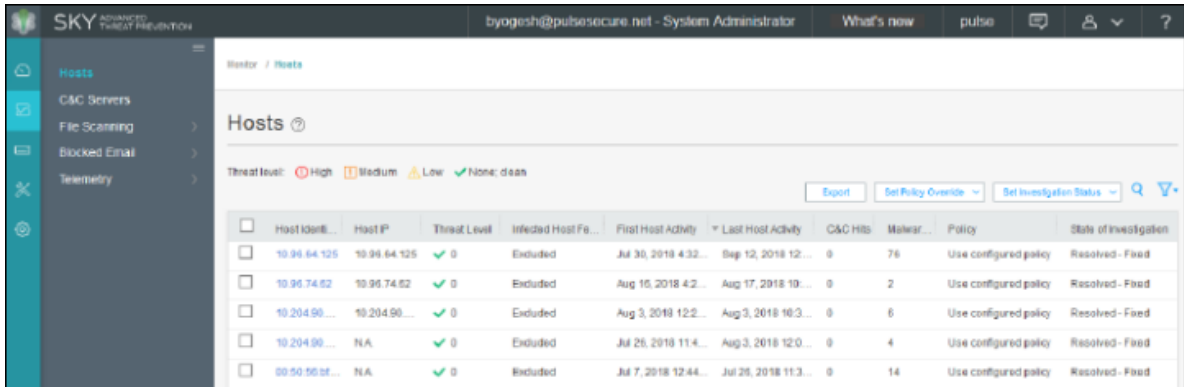 SKY ADVANCED THREAT PREVENTION
byogesh@pulsesecure.net - System Administrator
What's new
pulse
?
Hosts
C&C Servers
File Scanning
Blocked Email
Telemetry
Monitor / Hosts
Hosts ?
Threat level: High Medium Low None; clean
Export
Set Policy Override
Set Investigation Status
Host Identi... Host IP Threat Level Infected Host Fe... First Host Activity Last Host Activity C&C Hits Malwar... Policy State of Investigation
10.96.64.125 10.96.64.125 0 Excluded Jul 30, 2018 4:32... Sep 12, 2018 12:... 0 76 Use configured policy Resolved - Fixed
10.96.74.62 10.96.74.62 0 Excluded Aug 16, 2018 4:2... Aug 17, 2018 10:... 0 2 Use configured policy Resolved - Fixed
10.204.90.... 10.204.90.... 0 Excluded Aug 3, 2018 12:2... Aug 3, 2018 10:3... 0 6 Use configured policy Resolved - Fixed
10.204.90.... N.A. 0 Excluded Jul 26, 2018 11:4... Aug 3, 2018 12:0... 0 4 Use configured policy Resolved - Fixed
00:50:56:bf... N.A. 0 Excluded Jul 7, 2018 12:44... Jul 26, 2018 11:3... 0 14 Use configured policy Resolved - Fixed